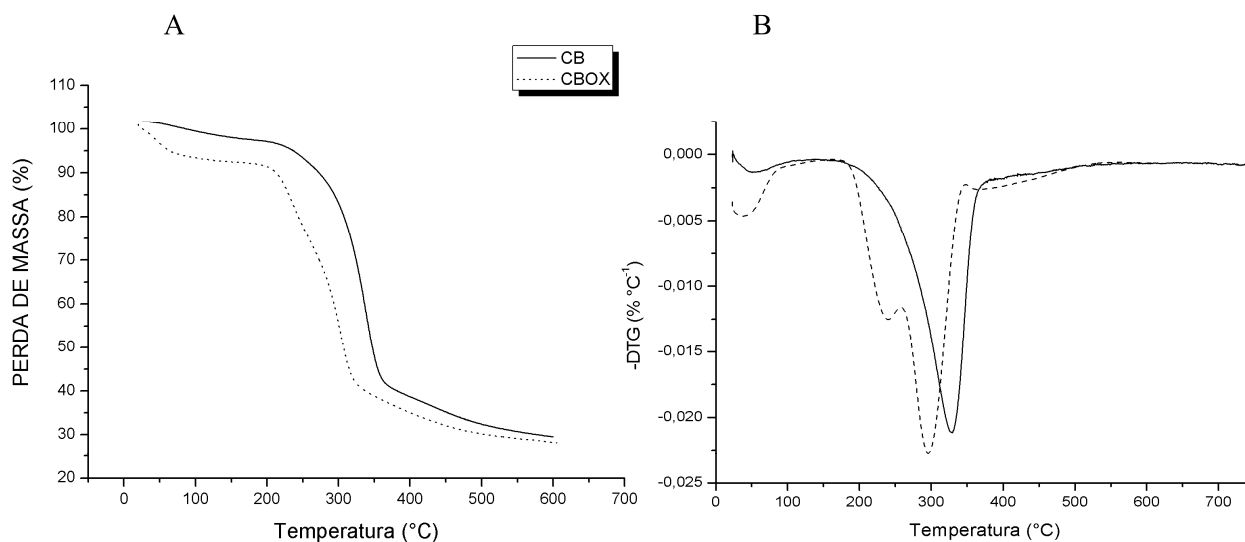 A
B
CB
CBOX
110
100
90
80
70
60
50
40
30
20
PERDA DE MASSA (%)
0 100 200 300 400 500 600 700
Temperatura (°C)
0,000
-0,005
-0,010
-0,015
-0,020
-0,025
-DTG (% °C⁻¹)
0 100 200 300 400 500 600 700
Temperatura (°C)